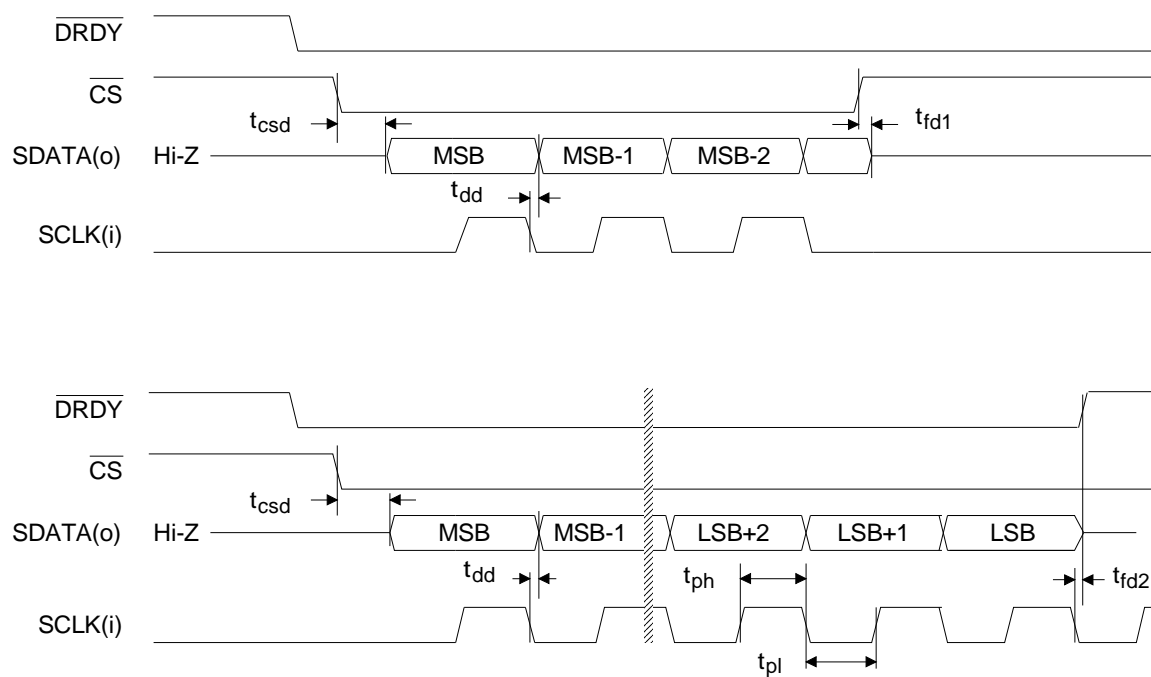 DRDY
CS
tcsd
tfd1
SDATA(o) Hi-Z MSB MSB-1 MSB-2
tdd
SCLK(i)
DRDY
CS
tcsd
SDATA(o) Hi-Z MSB MSB-1 LSB+2 LSB+1 LSB
tdd tph tfd2
SCLK(i)
tpl